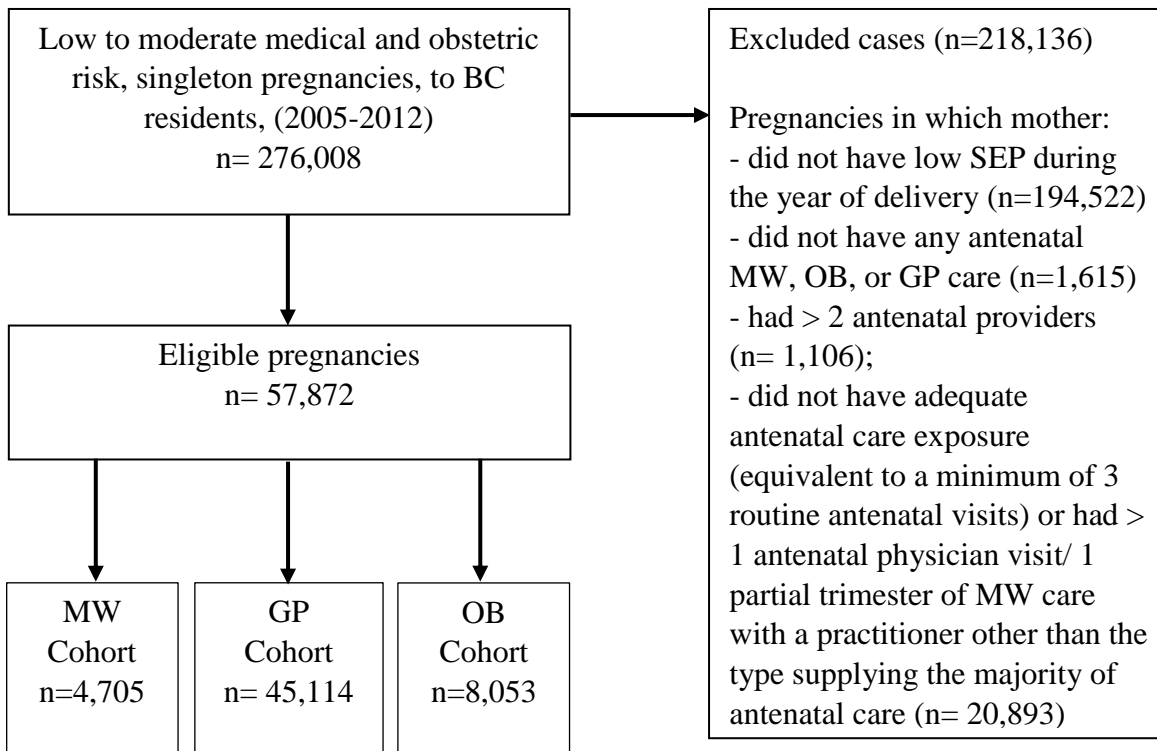 Low to moderate medical and obstetric
risk, singleton pregnancies, to BC
residents, (2005-2012)
n= 276,008
Excluded cases (n=218,136)
Pregnancies in which mother:
- did not have low SEP during
the year of delivery (n=194,522)
- did not have any antenatal
MW, OB, or GP care (n=1,615)
- had > 2 antenatal providers
(n= 1,106);
- did not have adequate
antenatal care exposure
(equivalent to a minimum of 3
routine antenatal visits) or had >
1 antenatal physician visit/ 1
partial trimester of MW care
with a practitioner other than the
type supplying the majority of
antenatal care (n= 20,893)
Eligible pregnancies
n= 57,872
MW
Cohort
n=4,705
GP
Cohort
n= 45,114
OB
Cohort
n=8,053